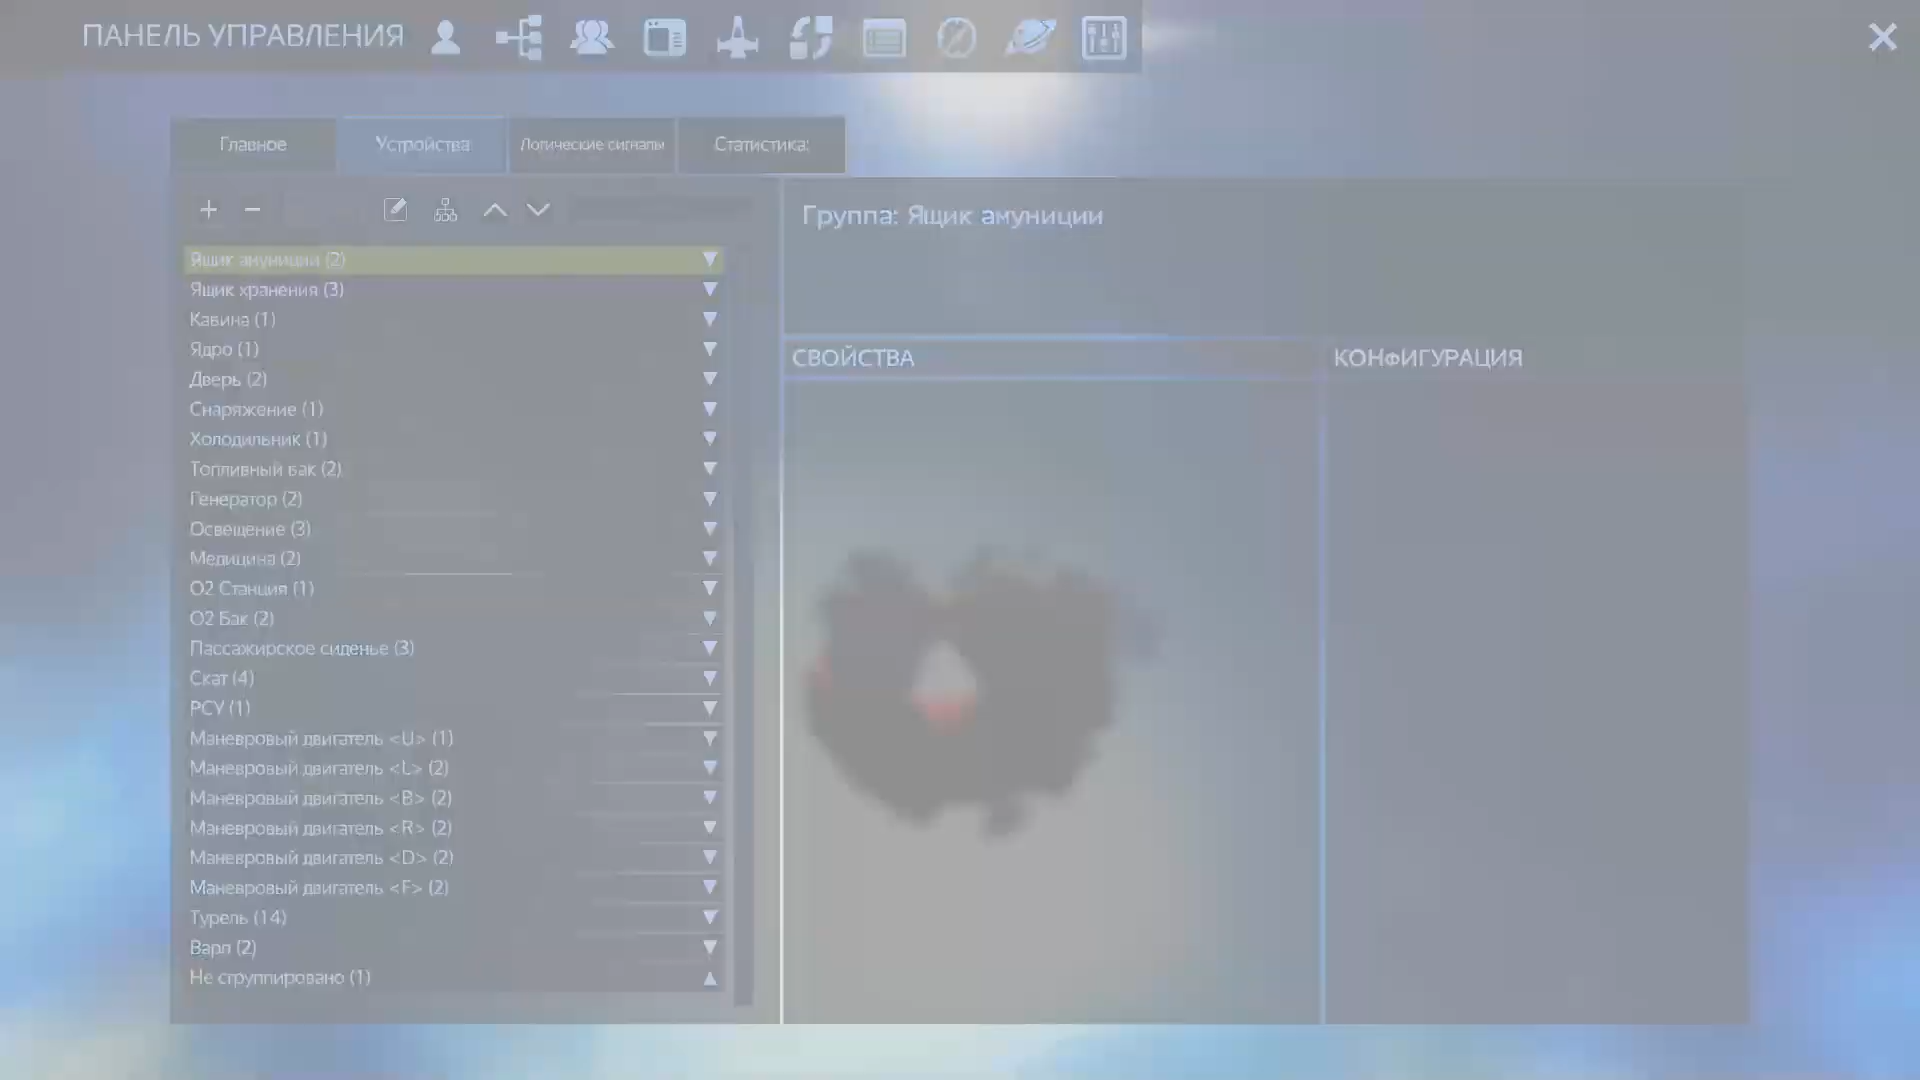 ПАНЕЛЬ УПРАВЛЕНИЯ
Главное
Устройства
Логические сигналы
Статистика:
Группа: Ящик амуниции
СВОЙСТВА
КОНФИГУРАЦИЯ
Ящик амуниции (2)
Ящик хранения (3)
Кабина (1)
Ядро (1)
Дверь (2)
Снаряжение (1)
Холодильник (1)
Топливный бак (2)
Генератор (2)
Освещение (3)
Медицина (2)
О2 Станция (1)
О2 Бак (2)
Пассажирское сиденье (3)
Скат (4)
РСУ (1)
Маневровый двигатель <U> (1)
Маневровый двигатель <L> (2)
Маневровый двигатель <B> (2)
Маневровый двигатель <R> (2)
Маневровый двигатель <D> (2)
Маневровый двигатель <F> (2)
Турель (14)
Варп (2)
Не сгруппировано (1)